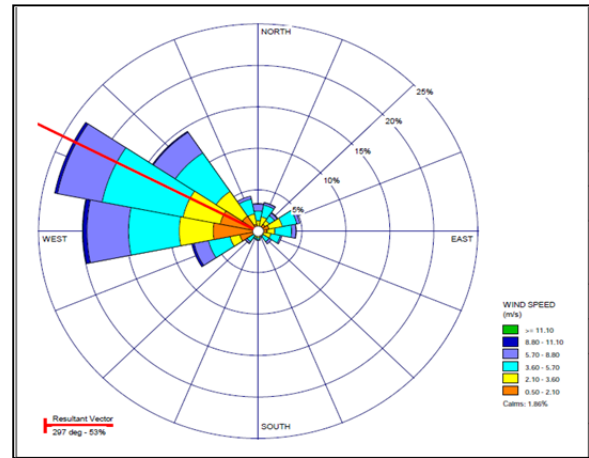 NORTH
25%
20%
15%
10%
5%
WEST
EAST
SOUTH
WIND SPEED
(m/s)
>= 11.10
8.80 - 11.10
5.70 - 8.80
3.60 - 5.70
2.10 - 3.60
0.50 - 2.10
Calms: 1.86%
Resultant Vector
297 deg - 53%